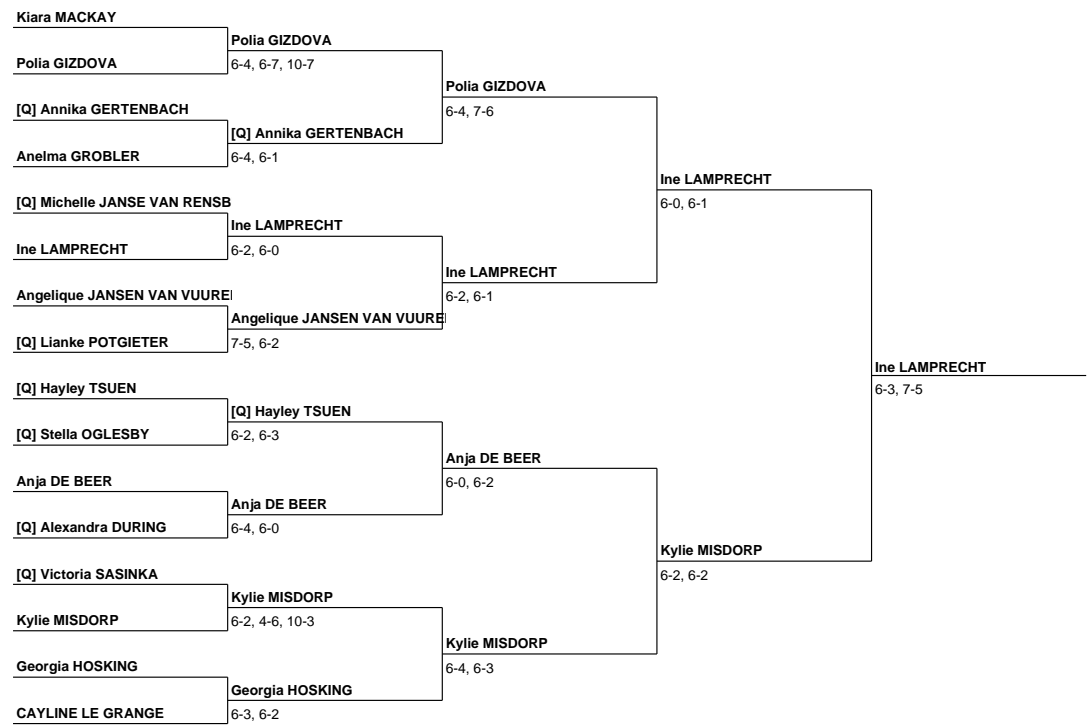 Kiara MACKAY
Polia GIZDOVA
Polia GIZDOVA
6-4, 6-7, 10-7
Polia GIZDOVA
6-4, 7-6
[Q] Annika GERTENBACH
[Q] Annika GERTENBACH
Anelma GROBLER
6-4, 6-1
Ine LAMPRECHT
6-0, 6-1
[Q] Michelle JANSE VAN RENSB
Ine LAMPRECHT
Ine LAMPRECHT
6-2, 6-0
Ine LAMPRECHT
6-2, 6-1
Angelique JANSEN VAN VUURE
Angelique JANSEN VAN VUURE
[Q] Lianke POTGIETER
7-5, 6-2
Ine LAMPRECHT
6-3, 7-5
[Q] Hayley TSUEN
[Q] Hayley TSUEN
[Q] Stella OGLESBY
6-2, 6-3
Anja DE BEER
6-0, 6-2
Anja DE BEER
Anja DE BEER
[Q] Alexandra DURING
6-4, 6-0
Kylie MISDORP
6-2, 6-2
[Q] Victoria SASINKA
Kylie MISDORP
Kylie MISDORP
6-2, 4-6, 10-3
Kylie MISDORP
6-4, 6-3
Georgia HOSKING
Georgia HOSKING
CAYLINE LE GRANGE
6-3, 6-2